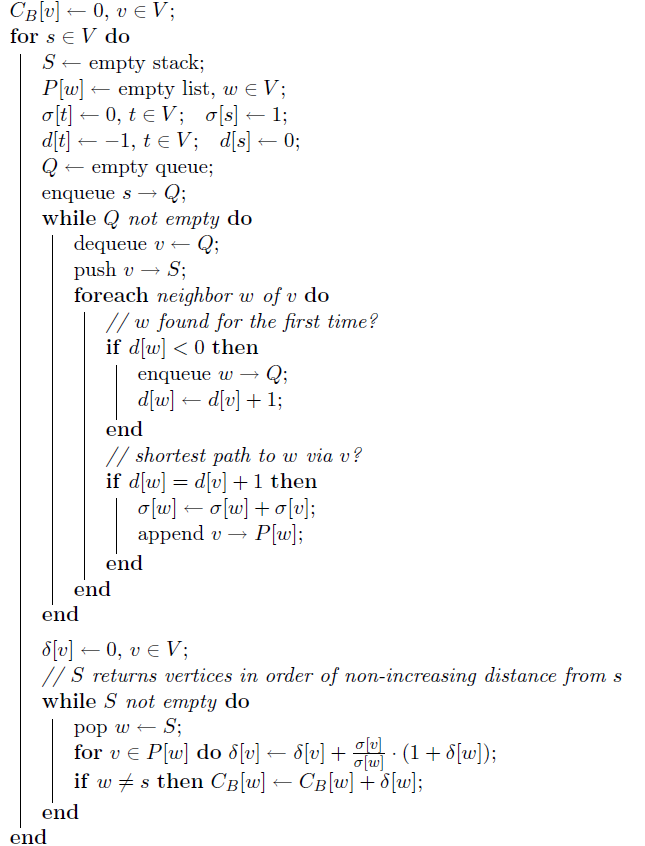 C_B[v] ← 0, v ∈ V;
for s ∈ V do
S ← empty stack;
P[w] ← empty list, w ∈ V;
σ[t] ← 0, t ∈ V; σ[s] ← 1;
d[t] ← −1, t ∈ V; d[s] ← 0;
Q ← empty queue;
enqueue s → Q;
while Q not empty do
dequeue v ← Q;
push v → S;
foreach neighbor w of v do
// w found for the first time?
if d[w] < 0 then
enqueue w → Q;
d[w] ← d[v] + 1;
end
// shortest path to w via v?
if d[w] = d[v] + 1 then
σ[w] ← σ[w] + σ[v];
append v → P[w];
end
end
end
δ[v] ← 0, v ∈ V;
// S returns vertices in order of non-increasing distance from s
while S not empty do
pop w ← S;
for v ∈ P[w] do δ[v] ← δ[v] + σ[v]/σ[w] · (1 + δ[w]);
if w ≠ s then C_B[w] ← C_B[w] + δ[w];
end
end